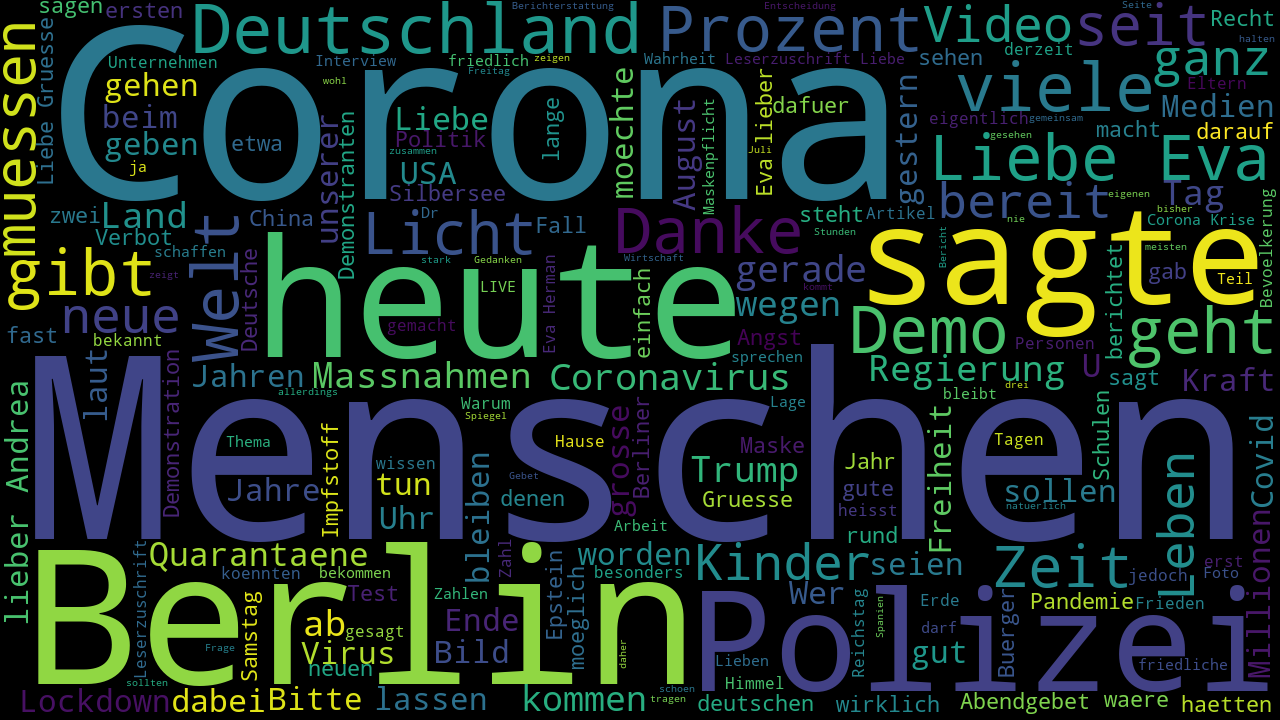 sagen
ersten
Deutschland
Berichterstattung
Prozent
Entscheidung
Video
seit
Seite
Recht
halten
muessen
Liebe Gruesse
Corona
Unternehmen
Interview
friedlich
zeigen
Freitag
Wahrheit
Leserzuschrift Liebe
sehen
derzeit
ganz
gehen
wohl
viele
Eltern
beim
geben
etwa
ja
unserer
Demonstranten
Liebe
Politik
zusammen
USA
Silbersee
lange
moechte
August
Maskenpflicht
Eva lieber
dafuer
Juli
gestern
eigentlich
gemeinsam
gesehen
Medien
macht
darauf
Liebe
Eva
zwei
Land
Verbot
schaffen
zeigt
Welt
China
Deutsche
Licht
Dr
Fall
stark
Gedanken
Danke
Wirtschaft
steht
Stunden
Artikel
bereit
nie
Bericht
Tag
eigenen
bisher
Corona Krise
meisten
Bevoelkerung
gibt
heute
LIVE
Eva Herman
einfach
gerade
kommt
wegen
sagte
berichtet
gab
Teil
neue
fast
bekannt
gemacht
Angst
sprechen
Demo
Personen
geht
laut
Jahren
Massnahmen
Coronavirus
Regierung
U
sagt
Kraft
allerdings
Warum
Spiegel
Lage
bleibt
drei
lieber Andrea
Demonstration
Menschen
Thema
Impfstoff
Hause
grosse
Berliner
Maske
Jahr
Freiheit
Tagen
Schulen
Covid
wissen
tun
Jahre
Uhr
bleiben
Gebet
denen
Trump
Gruesse
gute
heisst
sollen
natuerlich
Leben
Millionen
Arbeit
rund
Quarantaene
worden
Kinder
seien
Zeit
jedoch
erst
Foto
Leserzuschrift
koennten
bekommen
Berlin
Zahl
Epstein
moeglich
besonders
Wer
Spanien
Erde
Pandemie
Frieden
Test
Zahlen
Samstag
ab
gesagt
Ende
Polizei
Reichstag
darf
Buerger
Frage
Virus
neuen
Bild
daher
Lieben
gut
friedliche
sollten
Himmel
schoen
tragen
Lockdown
dabei
Bitte
lassen
kommen
deutschen
wirklich
Abendgebet
waere
haetten